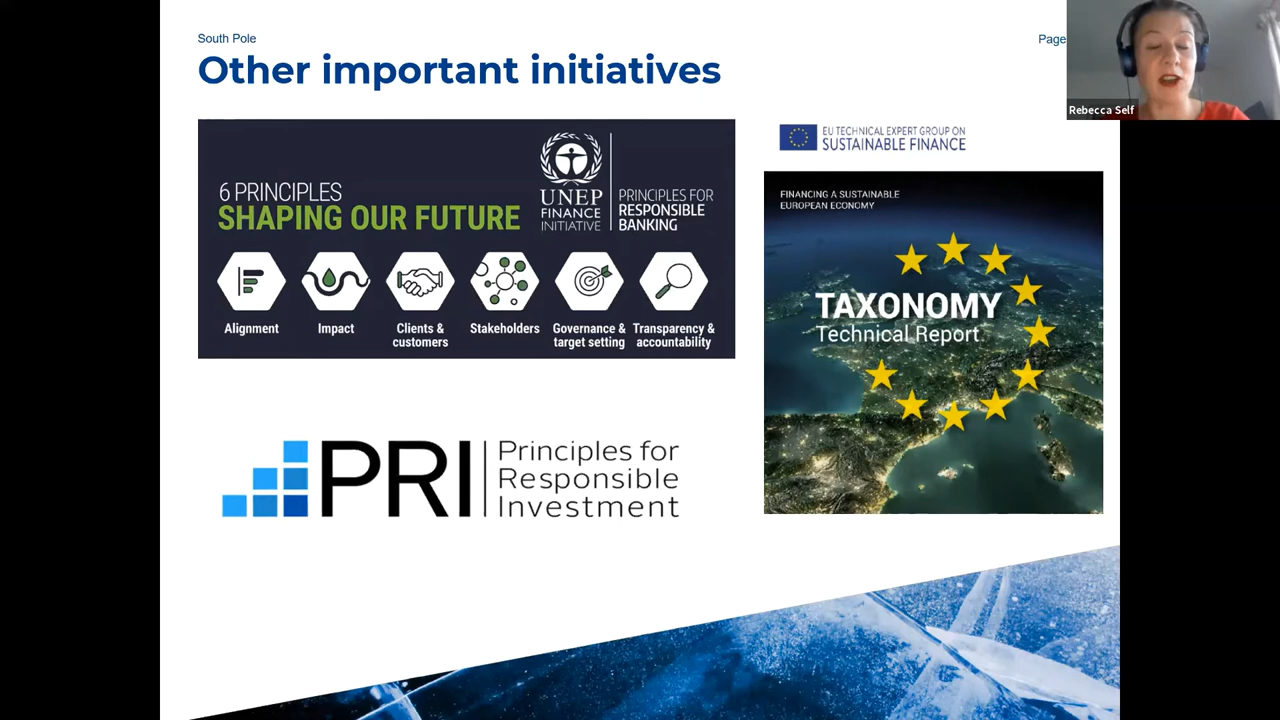 South Pole
Page
Other important initiatives
Rebecca Self
6 PRINCIPLES
SHAPING OUR FUTURE
UNEP
FINANCE
INITIATIVE
PRINCIPLES FOR
RESPONSIBLE
BANKING
Alignment
Impact
Clients &
customers
Stakeholders
Governance &
target setting
Transparency &
accountability
EU TECHNICAL EXPERT GROUP ON
SUSTAINABLE FINANCE
FINANCING A SUSTAINABLE
EUROPEAN ECONOMY
TAXONOMY
Technical Report
PRI
Principles for
Responsible
Investment